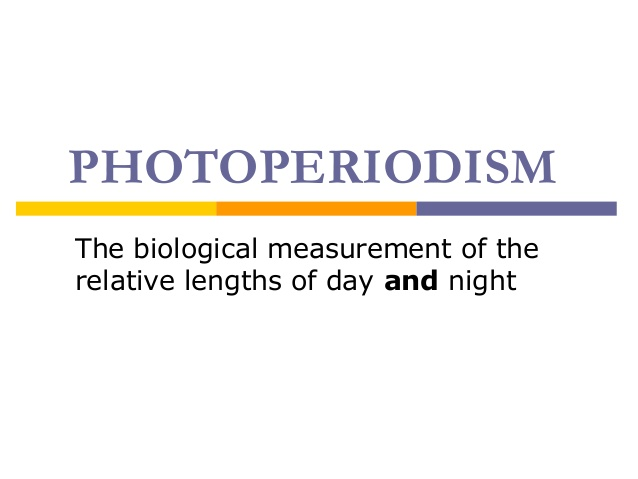 PHOTOPERIODISM
The biological measurement of the
relative lengths of day and night